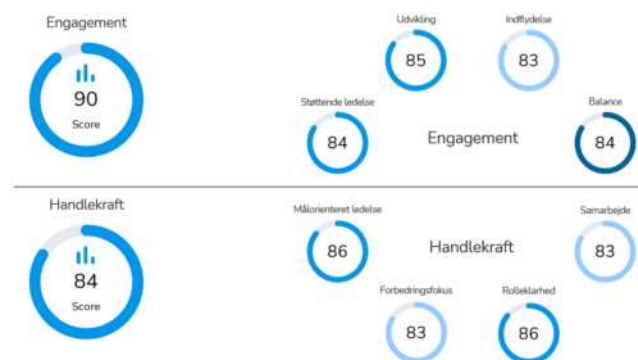 Engagement
90
Score
Udvikling
85
Indflydelse
83
Støttende ledelse
84
Engagement
Balance
84
Handlekraft
84
Score
Målorienteret ledelse
86
Handlekraft
Samarbejde
83
Forbedringsfokus
83
Rolleklarhed
86